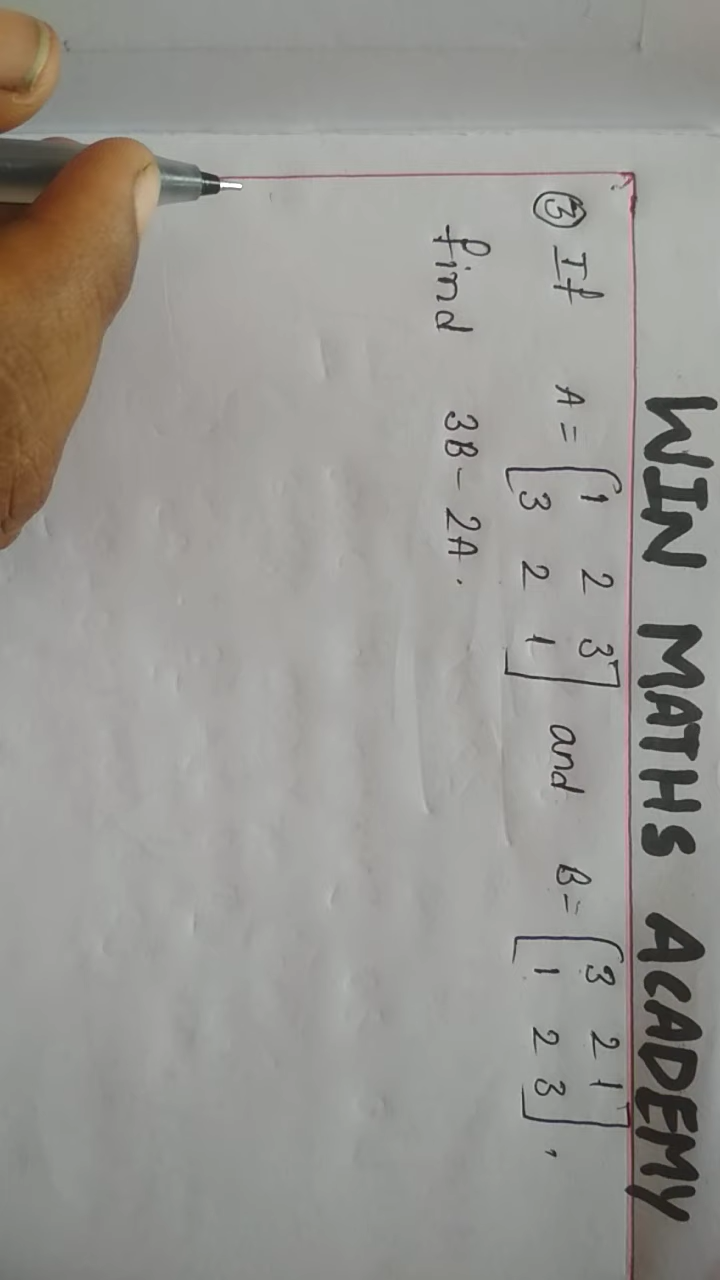 WIN MATHS ACADEMY
③ If A = [1 2 3
3 2 1] and B = [3 2 1
1 2 3],
find 3B - 2A.